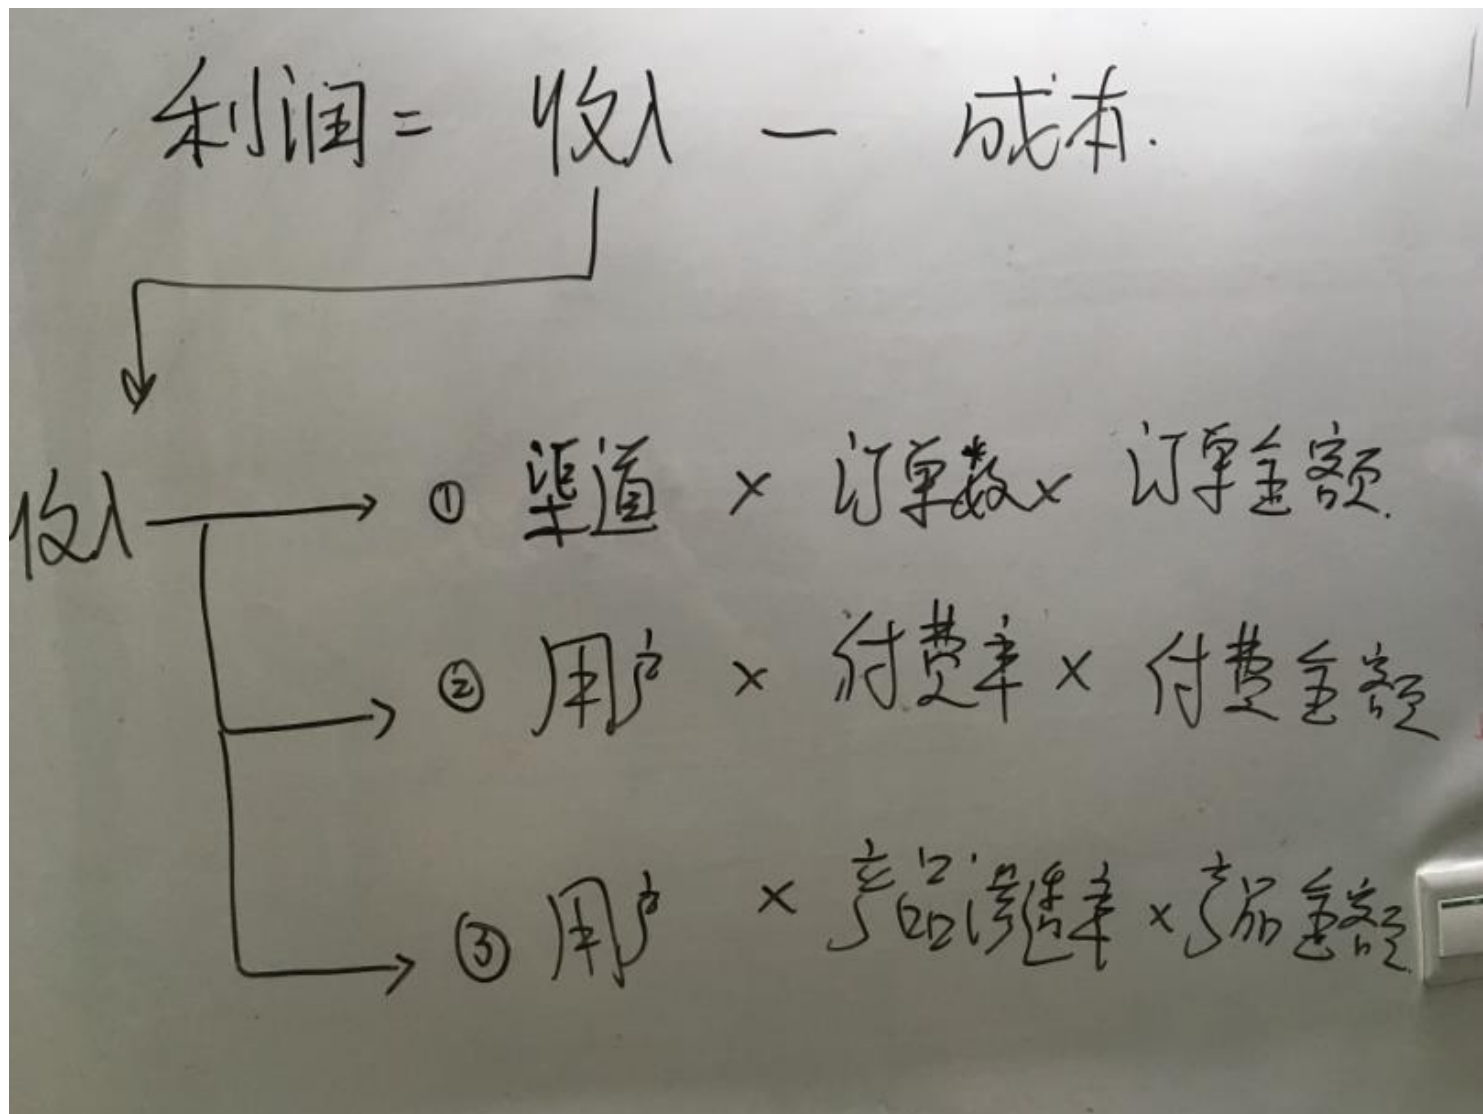 利润 = 收入 — 成本.
收入 → ① 渠道 × 订单数 × 订单金额.
② 用户 × 付费率 × 付费金额
③ 用户 × 产品渗透率 × 产品金额